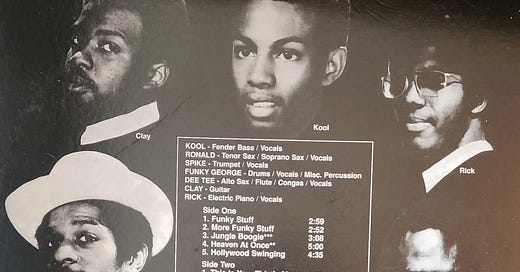 Clay
Kool
Rick
KOOL - Fender Bass / Vocals
RONALD - Tenor Sax / Soprano Sax / Vocals
SPIKE - Trumpet / Vocals
FUNKY GEORGE - Drums / Vocals / Misc. Percussion
DEE TEE - Alto Sax / Flute / Congas / Vocals
CLAY - Guitar
RICK - Electric Piano / Vocals
Side One
1. Funky Stuff 2:59
2. More Funky Stuff 2:52
3. Jungle Boogie*** 3:08
4. Heaven At Once** 5:00
5. Hollywood Swinging 4:35
Side Two